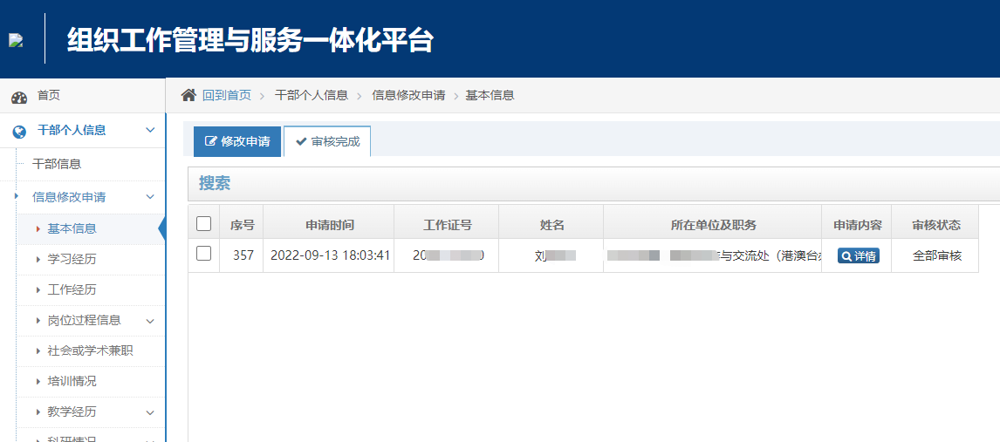 组织工作管理与服务一体化平台
首页
回到首页 干部个人信息 信息修改申请 基本信息
干部个人信息
修改申请 审核完成
干部信息
搜索
信息修改申请
序号 申请时间 工作证号 姓名 所在单位及职务 申请内容 审核状态
基本信息
357 2022-09-13 18:03:41 20 0 刘 与交流处（港澳台 详情 全部审核
学习经历
工作经历
岗位过程信息
社会或学术兼职
培训情况
教学经历
科研情况